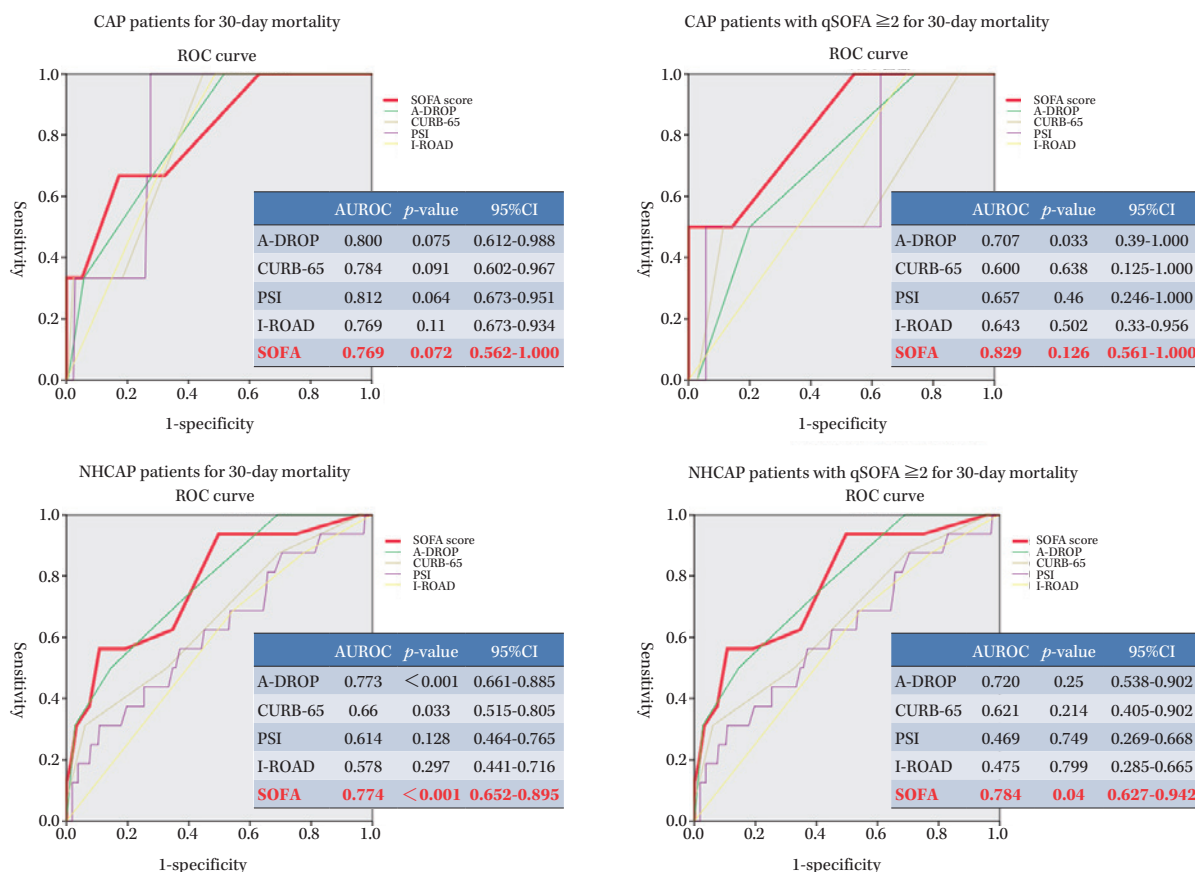 CAP patients for 30-day mortality
ROC curve
1.0
0.8
0.6
0.4
0.2
0.0
Sensitivity
0.0 0.2 0.4 0.6 0.8 1.0
1-specificity
SOFA score
A-DROP
CURB-65
PSI
I-ROAD
AUROC p-value 95%CI
A-DROP 0.800 0.075 0.612-0.988
CURB-65 0.784 0.091 0.602-0.967
PSI 0.812 0.064 0.673-0.951
I-ROAD 0.769 0.11 0.673-0.934
SOFA 0.769 0.072 0.562-1.000
CAP patients with qSOFA ≧2 for 30-day mortality
ROC curve
1.0
0.8
0.6
0.4
0.2
0.0
Sensitivity
0.0 0.2 0.4 0.6 0.8 1.0
1-specificity
SOFA score
A-DROP
CURB-65
PSI
I-ROAD
AUROC p-value 95%CI
A-DROP 0.707 0.033 0.39-1.000
CURB-65 0.600 0.638 0.125-1.000
PSI 0.657 0.46 0.246-1.000
I-ROAD 0.643 0.502 0.33-0.956
SOFA 0.829 0.126 0.561-1.000
NHCAP patients for 30-day mortality
ROC curve
1.0
0.8
0.6
0.4
0.2
0.0
Sensitivity
0.0 0.2 0.4 0.6 0.8 1.0
1-specificity
SOFA score
A-DROP
CURB-65
PSI
I-ROAD
AUROC p-value 95%CI
A-DROP 0.773 <0.001 0.661-0.885
CURB-65 0.66 0.033 0.515-0.805
PSI 0.614 0.128 0.464-0.765
I-ROAD 0.578 0.297 0.441-0.716
SOFA 0.774 <0.001 0.652-0.895
NHCAP patients with qSOFA ≧2 for 30-day mortality
ROC curve
1.0
0.8
0.6
0.4
0.2
0.0
Sensitivity
0.0 0.2 0.4 0.6 0.8 1.0
1-specificity
SOFA score
A-DROP
CURB-65
PSI
I-ROAD
AUROC p-value 95%CI
A-DROP 0.720 0.25 0.538-0.902
CURB-65 0.621 0.214 0.405-0.902
PSI 0.469 0.749 0.269-0.668
I-ROAD 0.475 0.799 0.285-0.665
SOFA 0.784 0.04 0.627-0.942